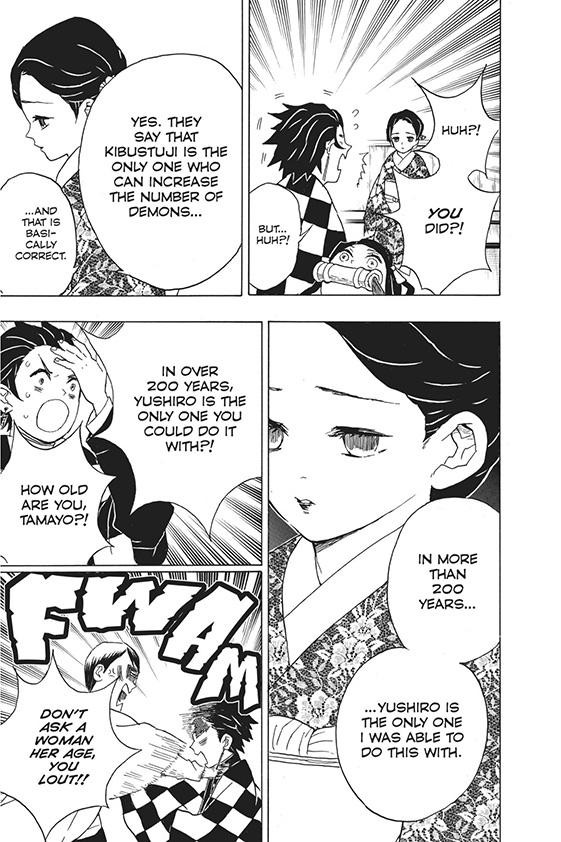 HUH?!
YOU
DID?!
BUT...
HUH?!
YES. THEY
SAY THAT
KIBUSTUJI IS THE
ONLY ONE WHO
CAN INCREASE
THE NUMBER OF
DEMONS...
...AND
THAT IS
BASI-
CALLY
CORRECT.
IN MORE
THAN
200
YEARS...
...YUSHIRO IS
THE ONLY ONE
I WAS ABLE TO
DO THIS WITH.
IN OVER
200 YEARS,
YUSHIRO IS THE
ONLY ONE YOU
COULD DO IT
WITH?!
HOW OLD
ARE YOU,
TAMAYO?!
FWAM
DON'T
ASK A
WOMAN
HER AGE,
YOU
LOUT!!